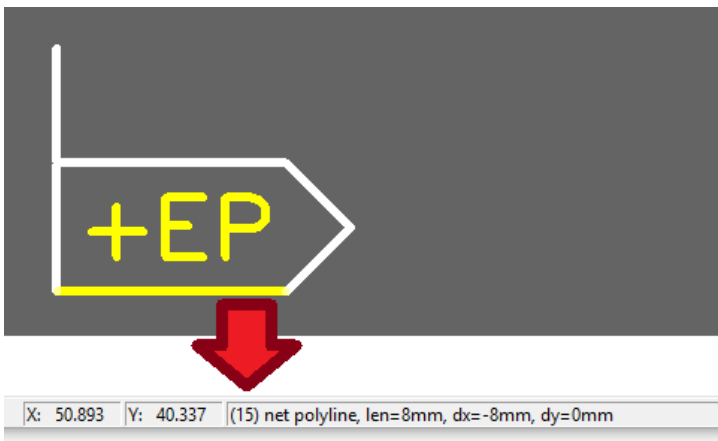 +EP
X: 50.893 Y: 40.337 (15) net polyline, len=8mm, dx=-8mm, dy=0mm